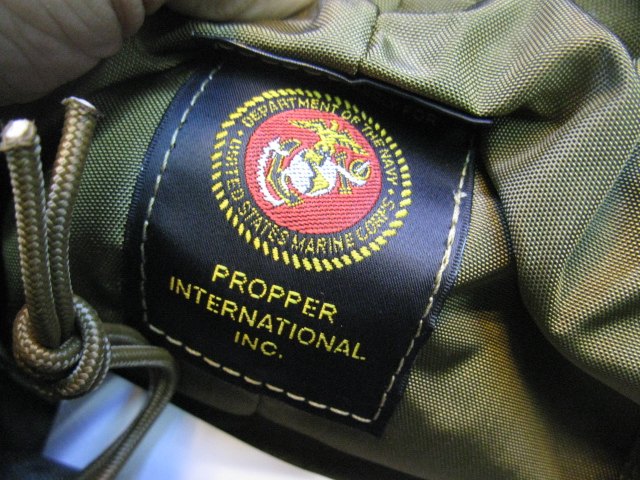 DEPARTMENT OF THE NAVY
UNITED STATES MARINE CORPS
PROPPER
INTERNATIONAL
INC.